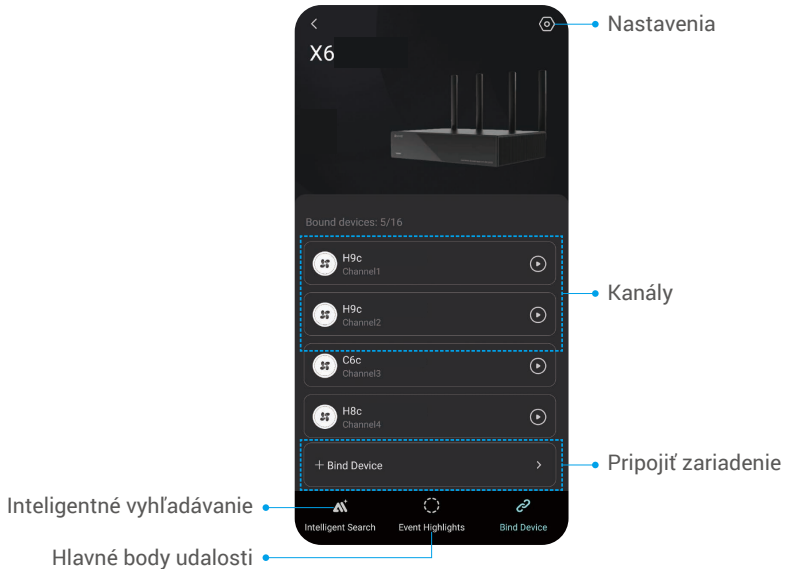 Nastavenia
X6
Bound devices: 5/16
H9c
Channel1
H9c
Channel2
Kanály
C6c
Channel3
H8c
Channel4
+ Bind Device
Pripojiť zariadenie
Inteligentné vyhľadávanie
Intelligent Search
Event Highlights
Bind Device
Hlavné body udalosti